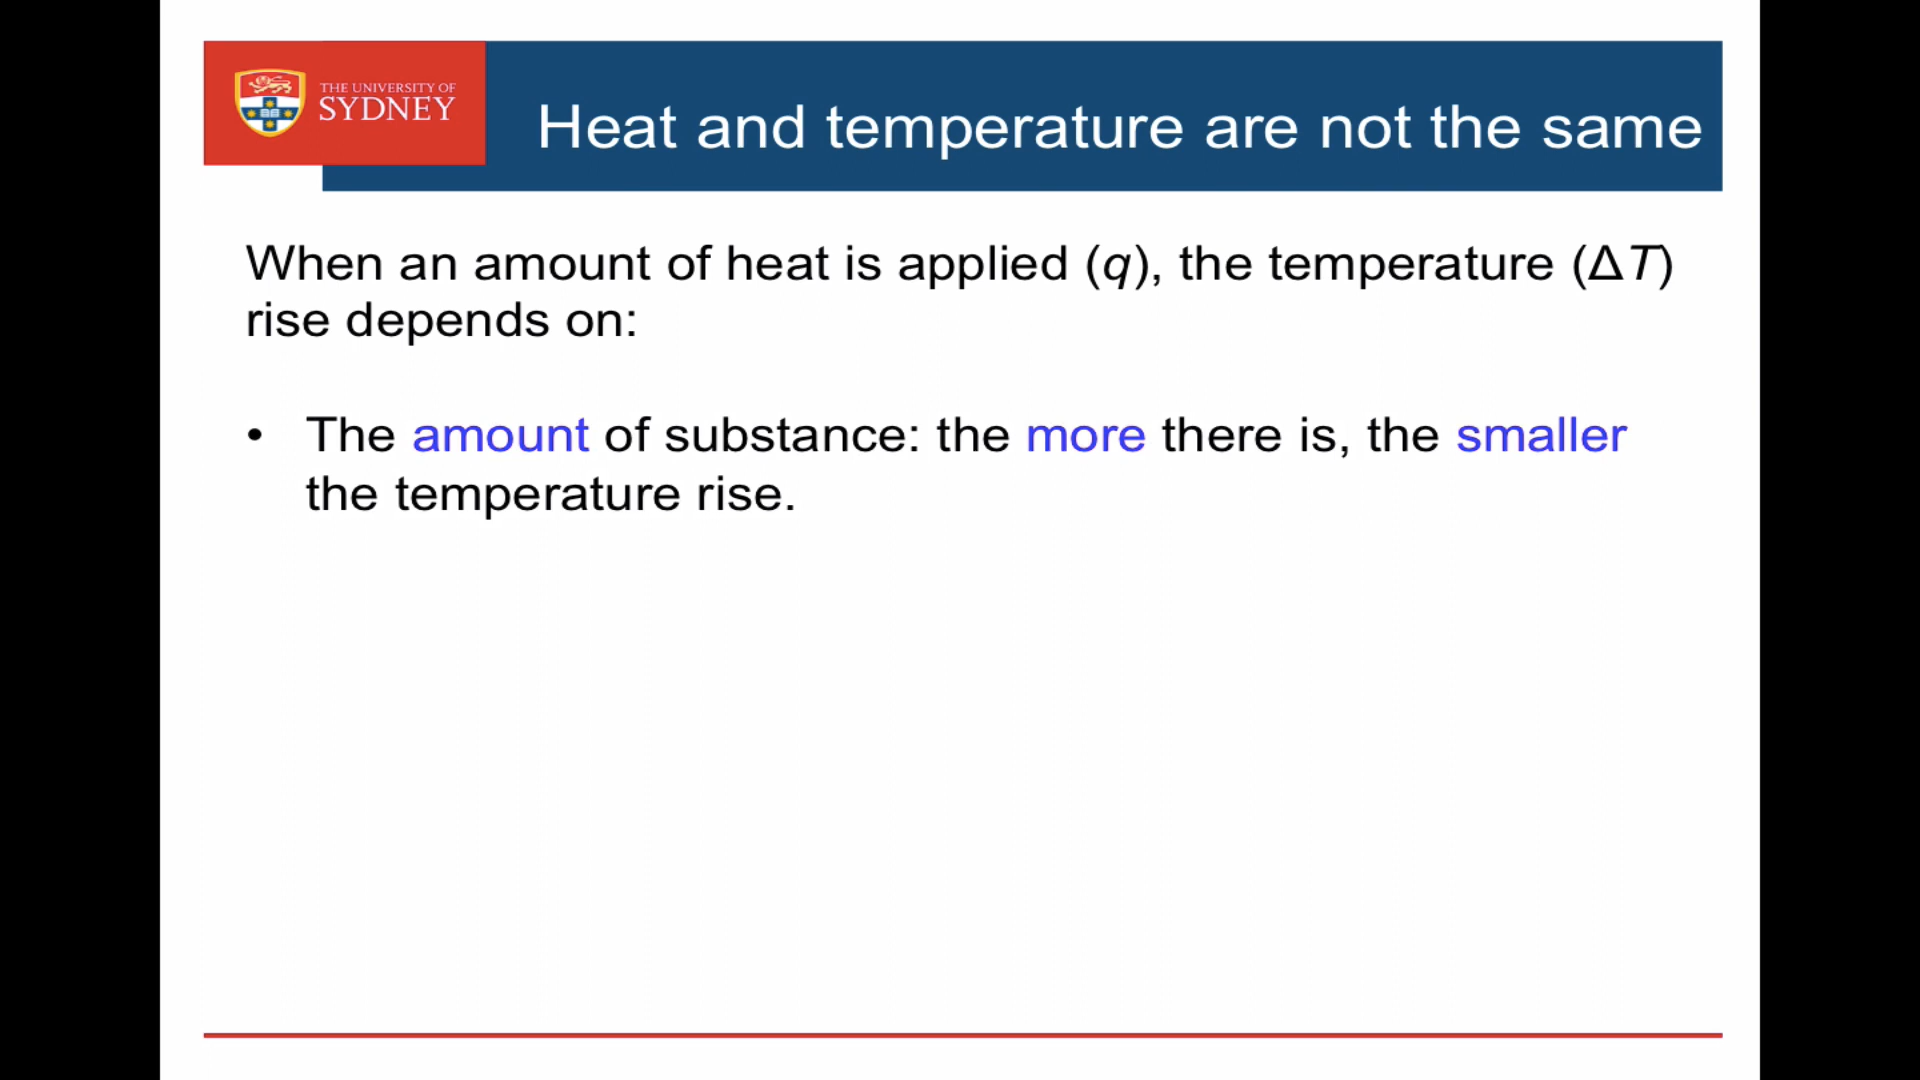 THE UNIVERSITY OF
SYDNEY
Heat and temperature are not the same
When an amount of heat is applied (q), the temperature (ΔT)
rise depends on:
• The amount of substance: the more there is, the smaller
the temperature rise.